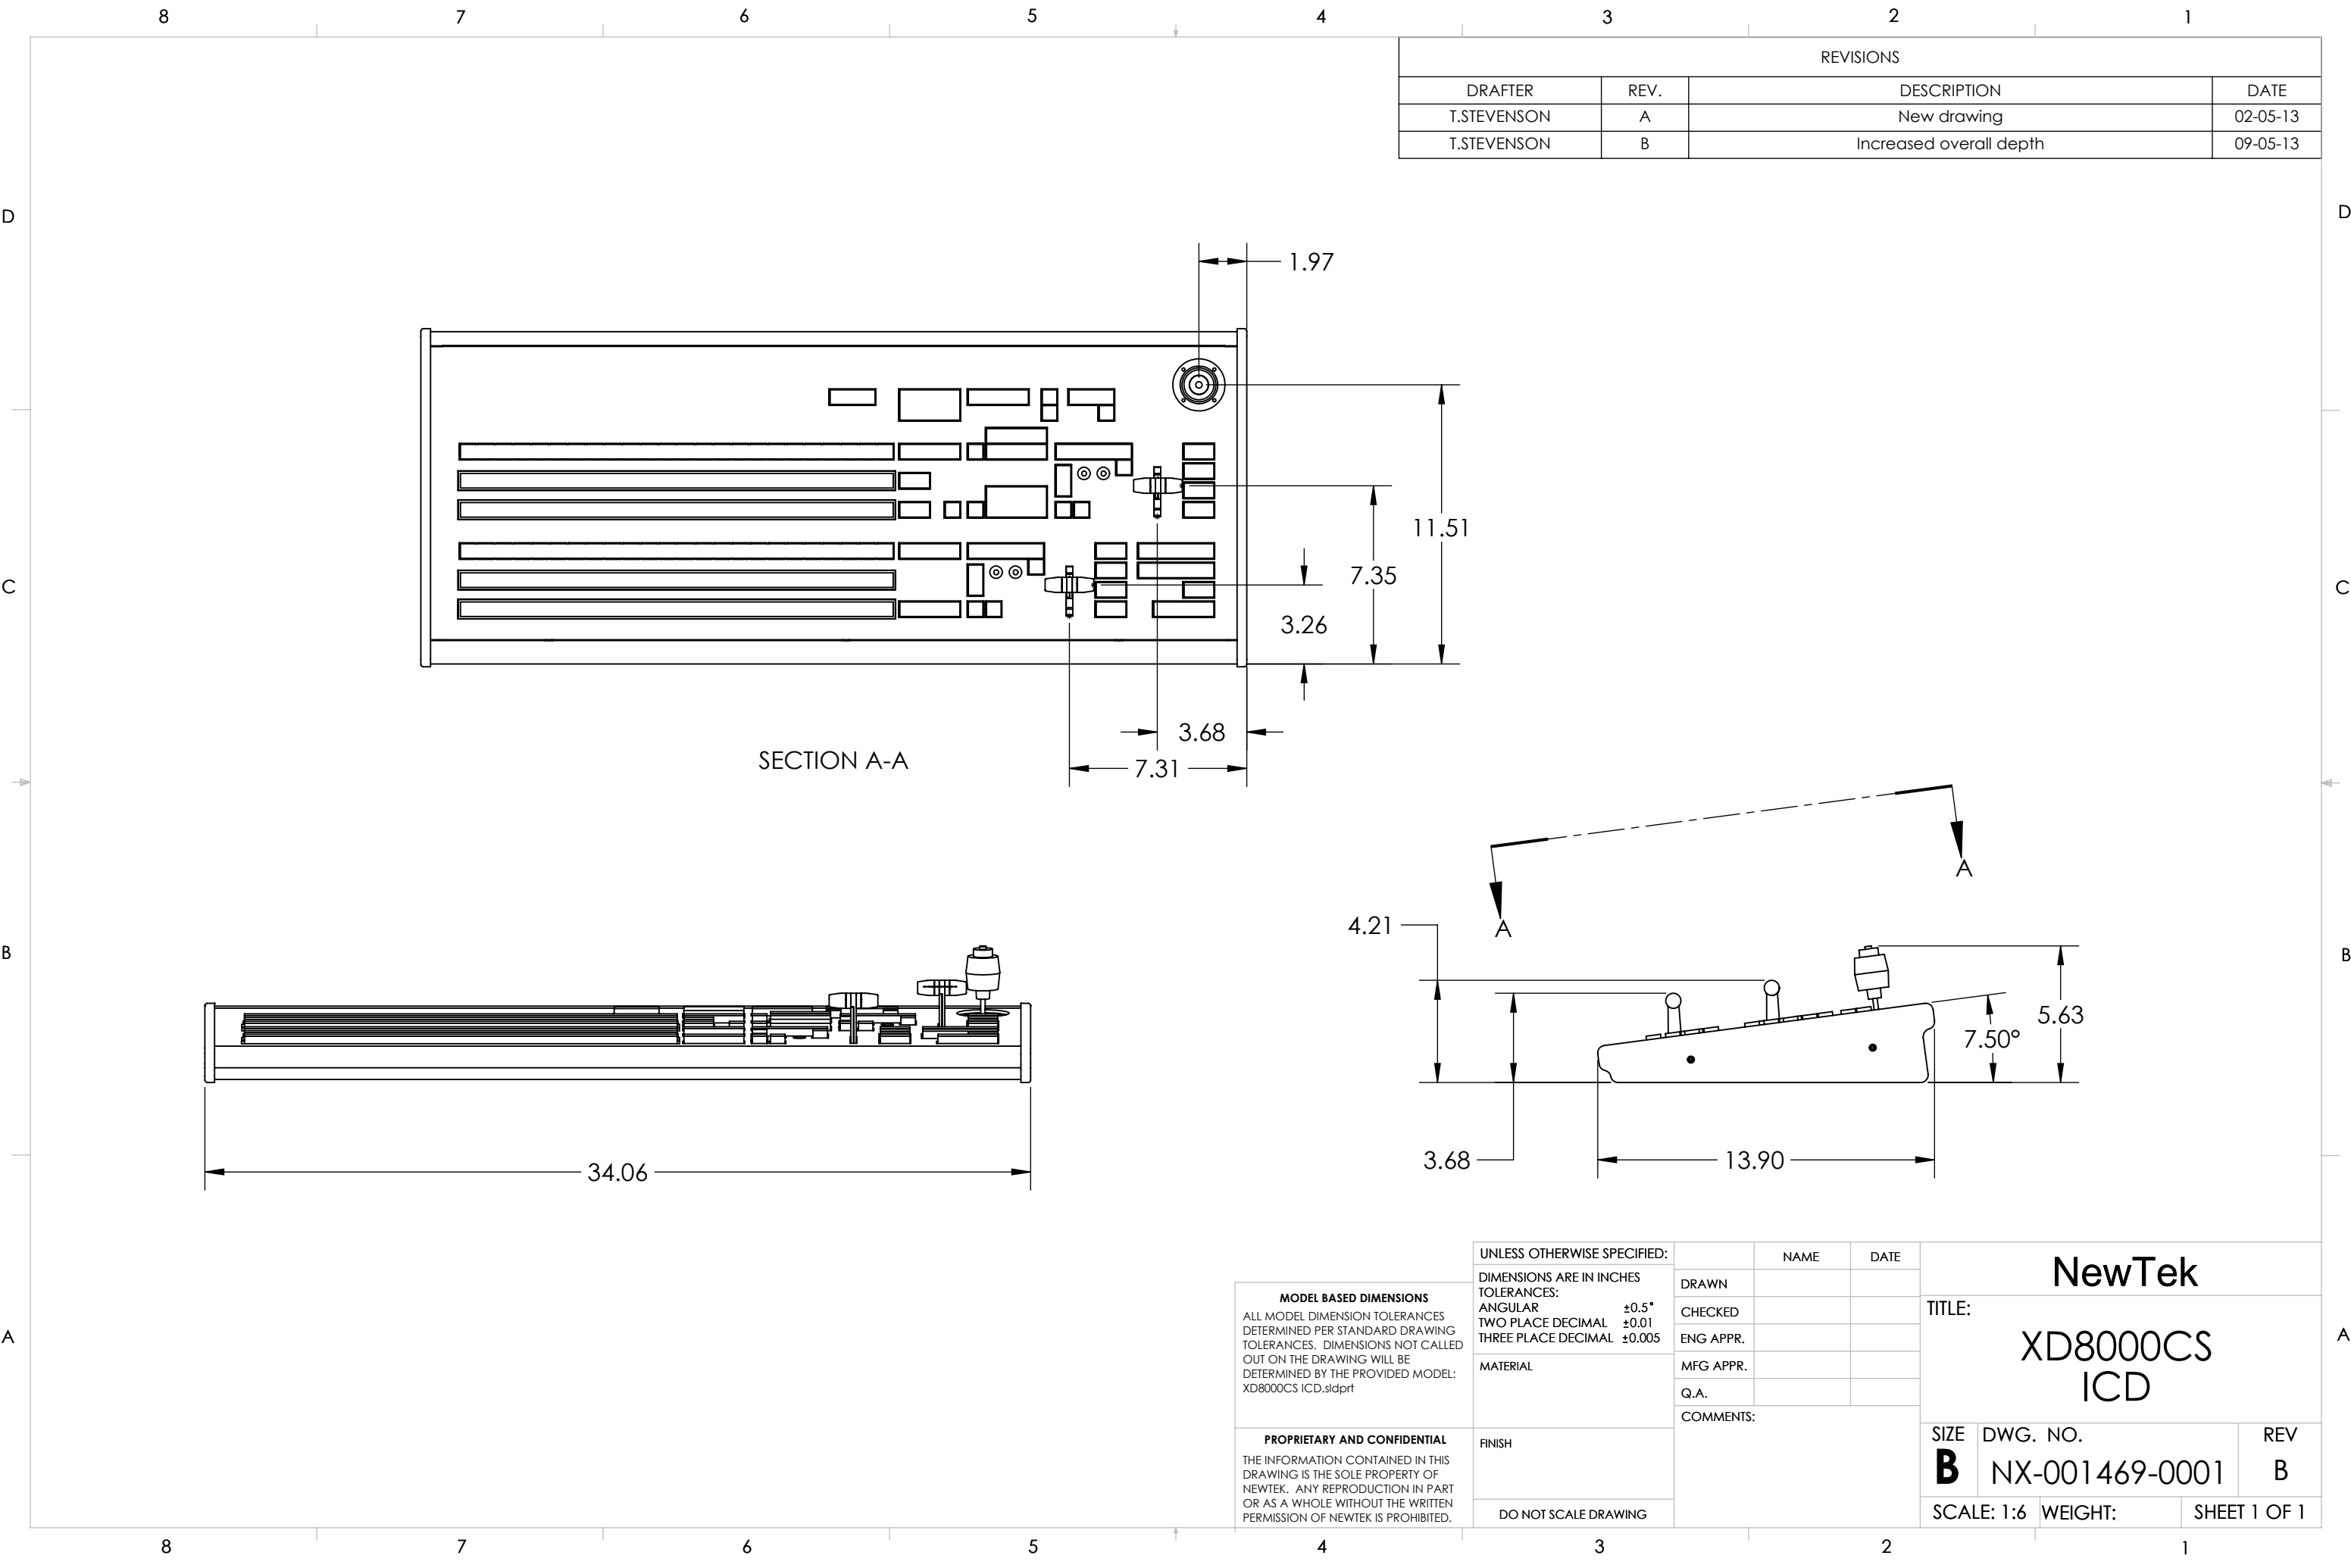 8 7 6 5 4 3 2 1
REVISIONS
DRAFTER REV. DESCRIPTION DATE
T.STEVENSON A New drawing 02-05-13
T.STEVENSON B Increased overall depth 09-05-13
D D
1.97
11.51
7.35
C C
3.26
3.68
SECTION A-A
7.31
A
4.21
A
B B
5.63
7.50°
3.68
13.90
34.06
A A
MODEL BASED DIMENSIONS
ALL MODEL DIMENSION TOLERANCES
DETERMINED PER STANDARD DRAWING
TOLERANCES. DIMENSIONS NOT CALLED
OUT ON THE DRAWING WILL BE
DETERMINED BY THE PROVIDED MODEL:
XD8000CS ICD.sldprt
PROPRIETARY AND CONFIDENTIAL
THE INFORMATION CONTAINED IN THIS
DRAWING IS THE SOLE PROPERTY OF
NEWTEK. ANY REPRODUCTION IN PART
OR AS A WHOLE WITHOUT THE WRITTEN
PERMISSION OF NEWTEK IS PROHIBITED.
UNLESS OTHERWISE SPECIFIED:
DIMENSIONS ARE IN INCHES
TOLERANCES:
ANGULAR ±0.5°
TWO PLACE DECIMAL ±0.01
THREE PLACE DECIMAL ±0.005
MATERIAL
FINISH
DO NOT SCALE DRAWING
NAME DATE
DRAWN
CHECKED
ENG APPR.
MFG APPR.
Q.A.
COMMENTS:
NewTek
TITLE:
XD8000CS
ICD
SIZE DWG. NO. REV
B NX-001469-0001 B
SCALE: 1:6 WEIGHT: SHEET 1 OF 1
8 7 6 5 4 3 2 1